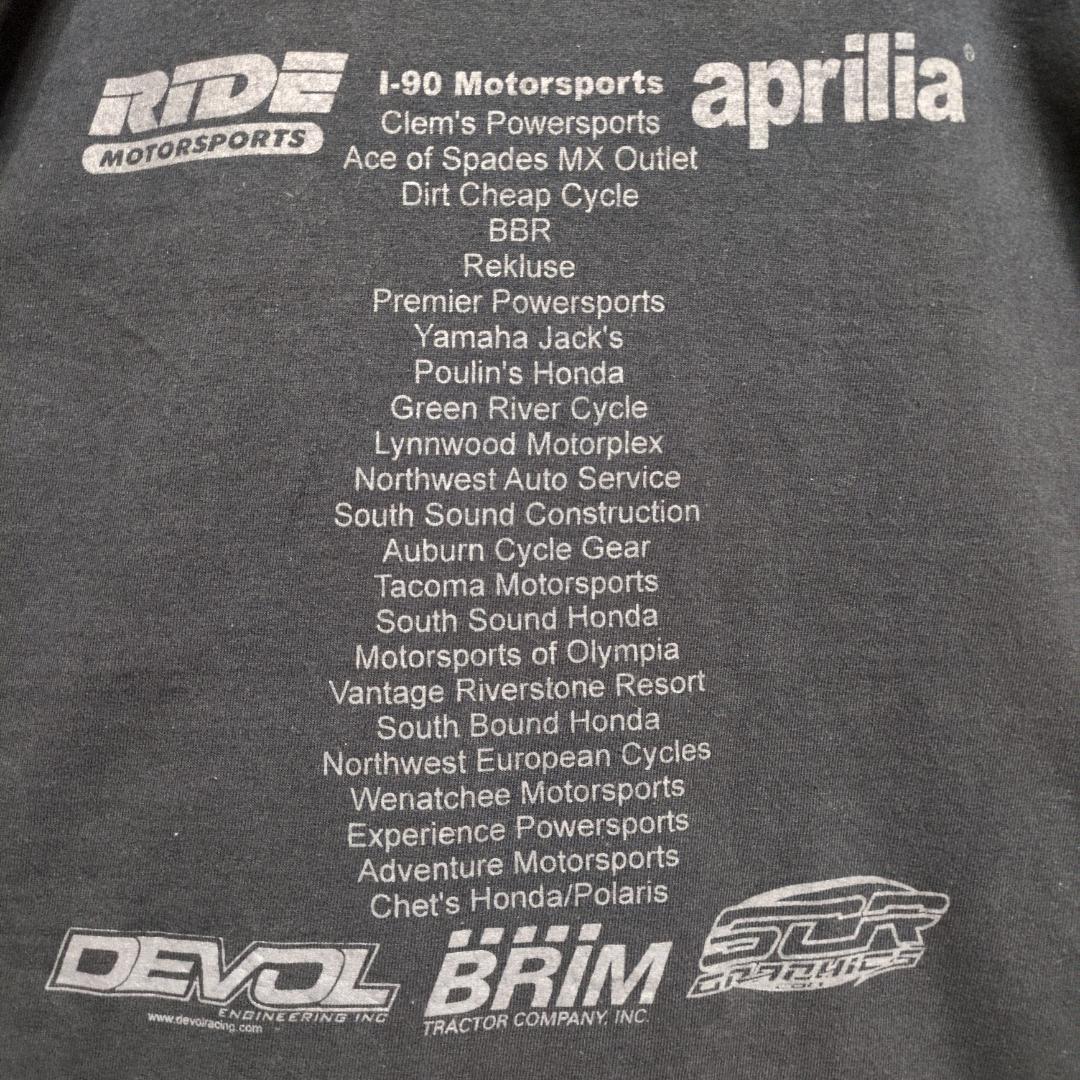 RIDE
MOTORSPORTS
aprilia®
I-90 Motorsports
Clem's Powersports
Ace of Spades MX Outlet
Dirt Cheap Cycle
BBR
Rekluse
Premier Powersports
Yamaha Jack's
Poulin's Honda
Green River Cycle
Lynnwood Motorplex
Northwest Auto Service
South Sound Construction
Auburn Cycle Gear
Tacoma Motorsports
South Sound Honda
Motorsports of Olympia
Vantage Riverstone Resort
South Bound Honda
Northwest European Cycles
Wenatchee Motorsports
Experience Powersports
Adventure Motorsports
Chet's Honda/Polaris
DEVOL
ENGINEERING INC
www.devolracing.com
BRIM
TRACTOR COMPANY, INC.
SCR
GRAPHICS